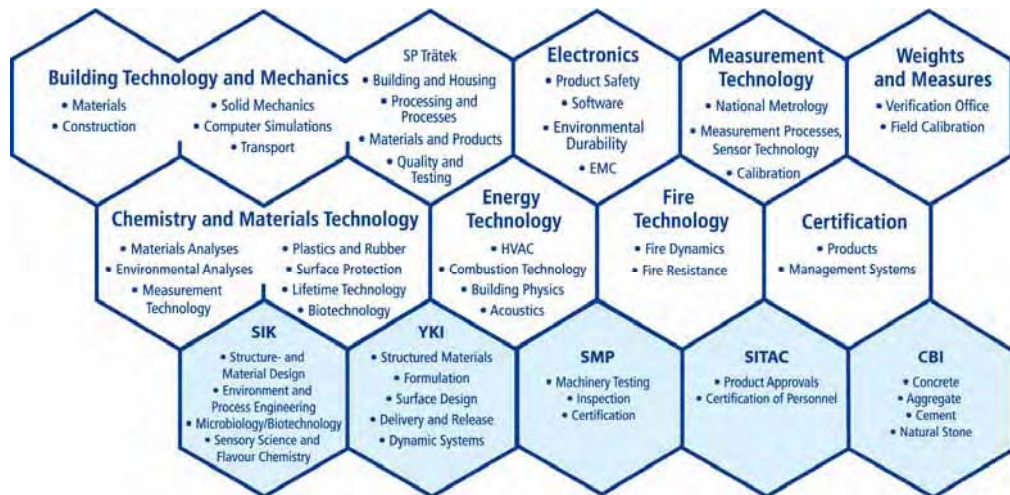 Building Technology and Mechanics
• Materials
• Construction
• Solid Mechanics
• Computer Simulations
• Transport
SP Trätek
• Building and Housing
• Processing and
Processes
• Materials and Products
• Quality and
Testing
Electronics
• Product Safety
• Software
• Environmental
Durability
• EMC
Measurement
Technology
• National Metrology
• Measurement Processes,
Sensor Technology
• Calibration
Weights
and Measures
• Verification Office
• Field Calibration
Chemistry and Materials Technology
• Materials Analyses
• Environmental Analyses
• Measurement
Technology
• Plastics and Rubber
• Surface Protection
• Lifetime Technology
• Biotechnology
Energy
Technology
• HVAC
• Combustion Technology
• Building Physics
• Acoustics
Fire
Technology
• Fire Dynamics
• Fire Resistance
Certification
• Products
• Management Systems
SIK
• Structure- and
Material Design
• Environment and
Process Engineering
• Microbiology/Biotechnology
• Sensory Science and
Flavour Chemistry
YKI
• Structured Materials
• Formulation
• Surface Design
• Delivery and Release
• Dynamic Systems
SMP
• Machinery Testing
• Inspection
• Certification
SITAC
• Product Approvals
• Certification of Personnel
CBI
• Concrete
• Aggregate
• Cement
• Natural Stone